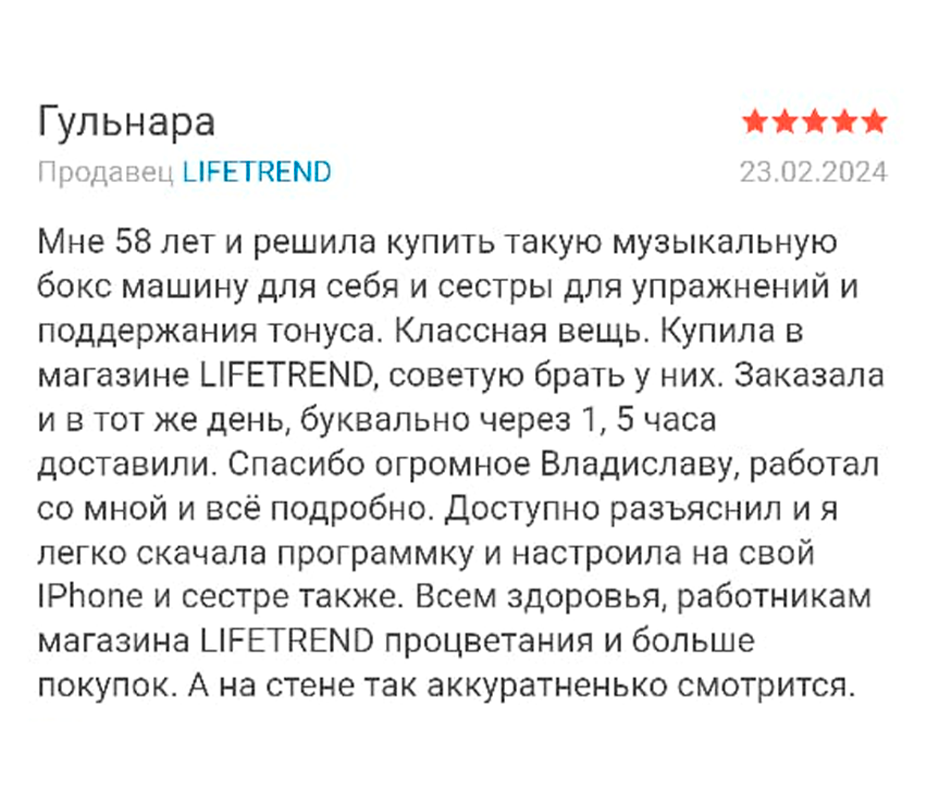 Гульнара
★★★★★
Продавец LIFETREND
23.02.2024
Мне 58 лет и решила купить такую музыкальную
бокс машину для себя и сестры для упражнений и
поддержания тонуса. Классная вещь. Купила в
магазине LIFETREND, советую брать у них. Заказала
и в тот же день, буквально через 1, 5 часа
доставили. Спасибо огромное Владиславу, работал
со мной и всё подробно. Доступно разъяснил и я
легко скачала программку и настроила на свой
IPhone и сестре также. Всем здоровья, работникам
магазина LIFETREND процветания и больше
покупок. А на стене так аккуратненько смотрится.